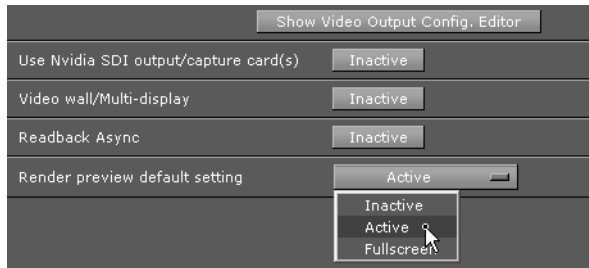 Show Video Output Config. Editor
Use Nvidia SDI output/capture card(s) Inactive
Video wall/Multi-display Inactive
Readback Async Inactive
Render preview default setting Active
Inactive
Active
Fullscreen